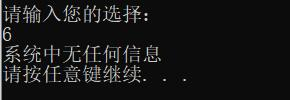 请输入您的选择:
6
系统中无任何信息
请按任意键继续. . .